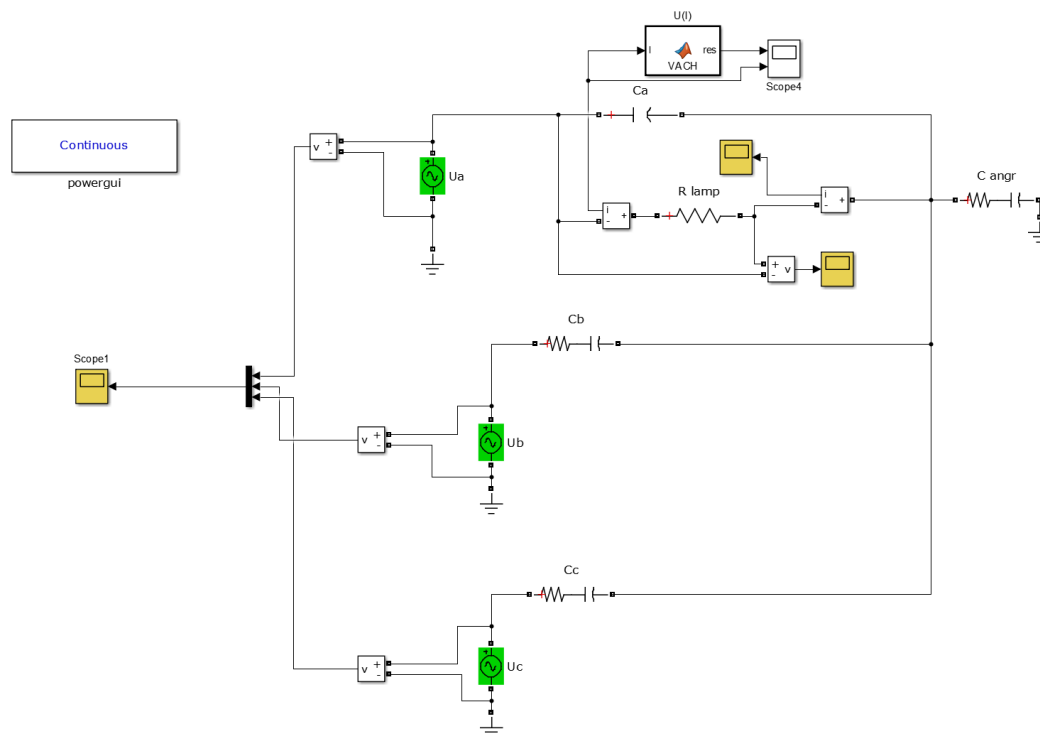 U(I)
I
res
VACH
Scope4
Continuous
powergui
Ca
v
+
-
+
Ua
R lamp
C angr
i
-
+
i
-
+
+
-
v
Cb
Scope1
v
+
-
+
Ub
Cc
v
+
-
+
Uc